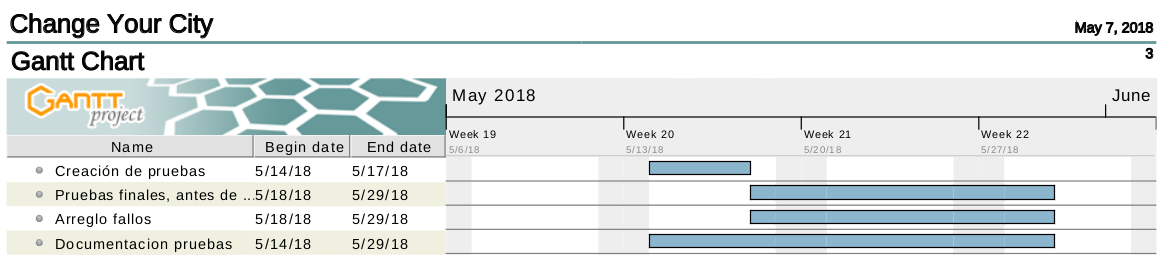 Change Your City
May 7, 2018
Gantt Chart
3
GANTT project
May 2018 June
Week 19 Week 20 Week 21 Week 22
5/6/18 5/13/18 5/20/18 5/27/18
Name Begin date End date
Creación de pruebas 5/14/18 5/17/18
Pruebas finales, antes de ... 5/18/18 5/29/18
Arreglo fallos 5/18/18 5/29/18
Documentacion pruebas 5/14/18 5/29/18